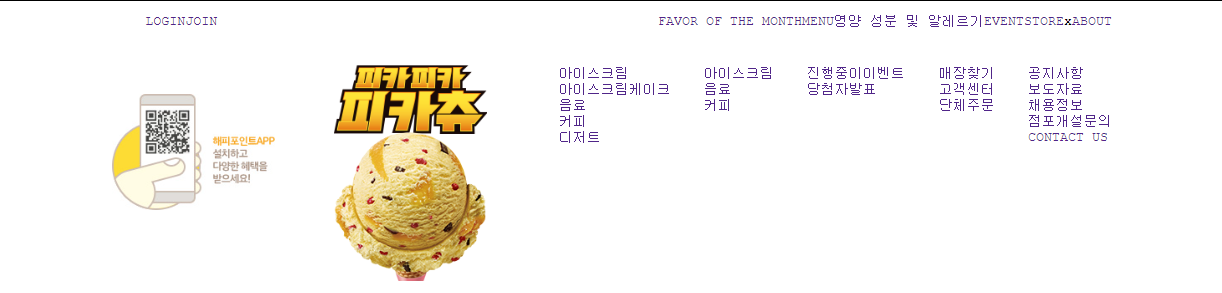 LOGINJOIN
FAVOR OF THE MONTHMENU영양 성분 및 알레르기EVENTSTORExABOUT
해피포인트APP
설치하고
다양한 혜택을
받으세요!
피카피카
피카츄
아이스크림
아이스크림케이크
음료
커피
디저트
아이스크림
음료
커피
진행중이이벤트
당첨자발표
매장찾기
고객센터
단체주문
공지사항
보도자료
채용정보
점포개설문의
CONTACT US